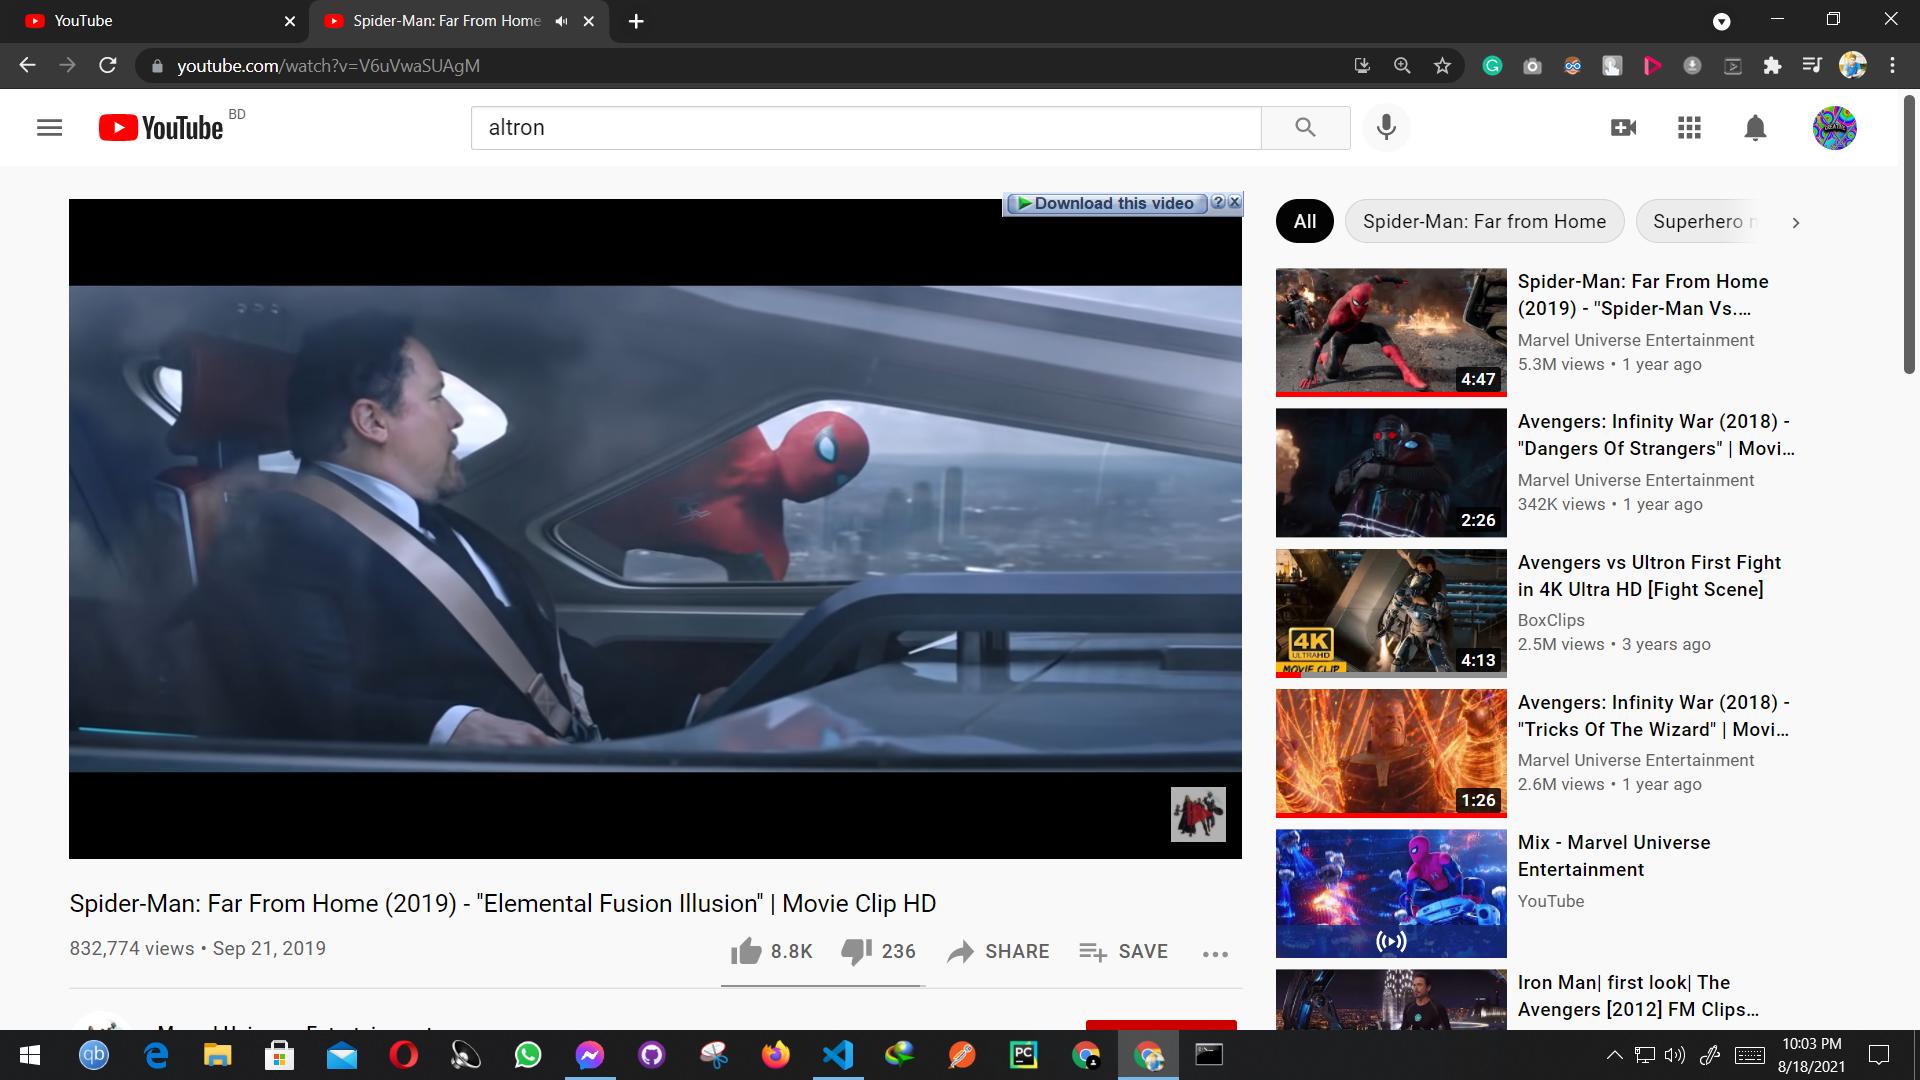 YouTube
Spider-Man: Far From Home
youtube.com/watch?v=V6uVwaSUAgM
YouTube BD
altron
Download this video ? X
All
Spider-Man: Far from Home
Superhero
Spider-Man: Far From Home
(2019) - "Spider-Man Vs....
Marvel Universe Entertainment
5.3M views • 1 year ago
4:47
Avengers: Infinity War (2018) -
"Dangers Of Strangers" | Movi...
Marvel Universe Entertainment
342K views • 1 year ago
2:26
Avengers vs Ultron First Fight
in 4K Ultra HD [Fight Scene]
BoxClips
2.5M views • 3 years ago
4K
ULTRAHD
MOVIE CLIP
4:13
Avengers: Infinity War (2018) -
"Tricks Of The Wizard" | Movi...
Marvel Universe Entertainment
2.6M views • 1 year ago
1:26
Mix - Marvel Universe
Entertainment
YouTube
Iron Man| first look| The
Avengers [2012] FM Clips...
Spider-Man: Far From Home (2019) - "Elemental Fusion Illusion" | Movie Clip HD
832,774 views • Sep 21, 2019
8.8K
236
SHARE
SAVE
qb
PC
10:03 PM
8/18/2021